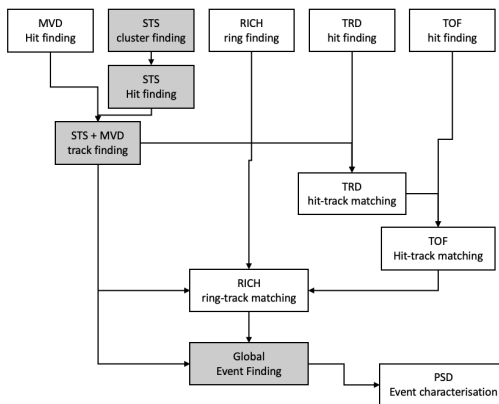 MVD
Hit finding
STS
cluster finding
RICH
ring finding
TRD
hit finding
TOF
hit finding
STS
Hit finding
STS + MVD
track finding
TRD
hit-track matching
TOF
Hit-track matching
RICH
ring-track matching
Global
Event Finding
PSD
Event characterisation